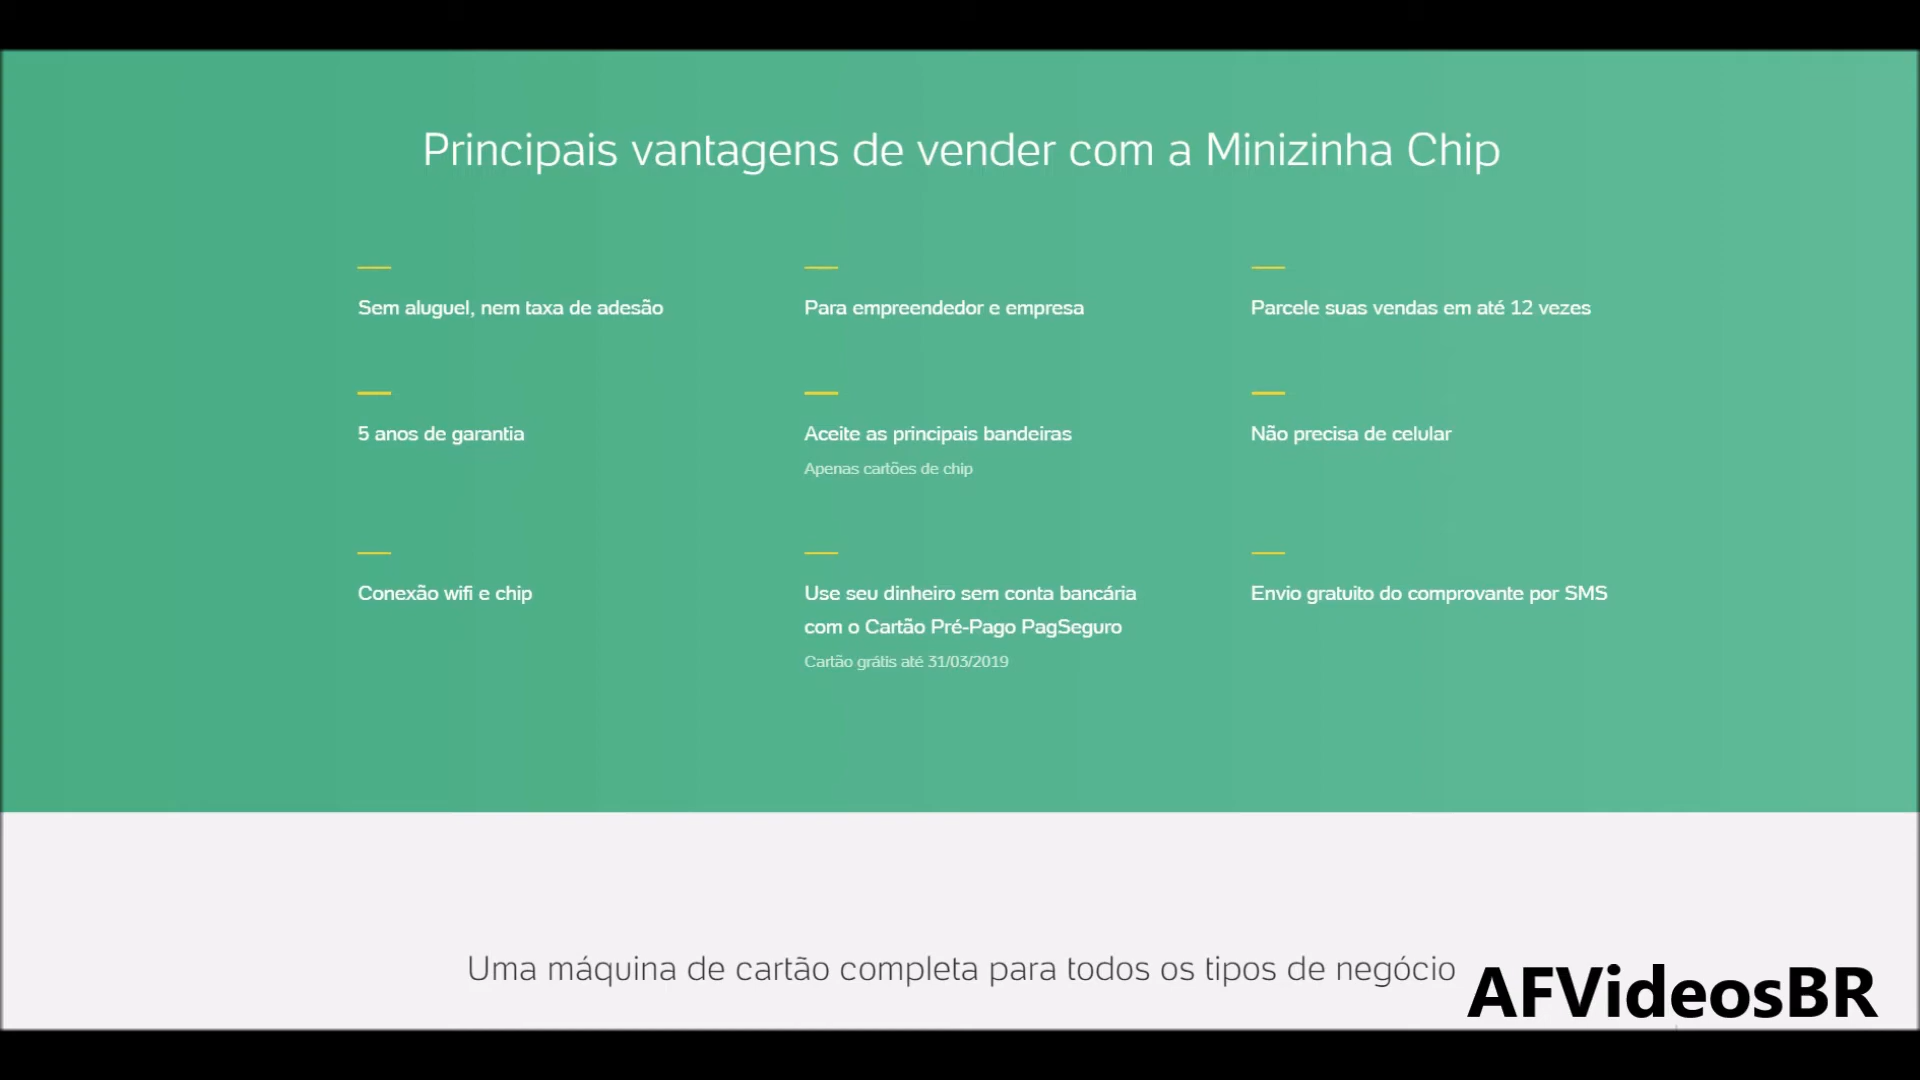 Principais vantagens de vender com a Minizinha Chip
Sem aluguel, nem taxa de adesão
Para empreendedor e empresa
Parcele suas vendas em até 12 vezes
5 anos de garantia
Aceite as principais bandeiras
Apenas cartões de chip
Não precisa de celular
Conexão wifi e chip
Use seu dinheiro sem conta bancária
com o Cartão Pré-Pago PagSeguro
Cartão grátis até 31/03/2019
Envio gratuito do comprovante por SMS
Uma máquina de cartão completa para todos os tipos de negócio
AFVideosBR